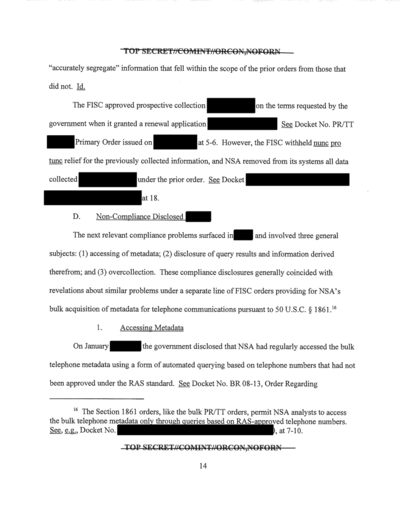 TOP SECRET//COMINT//ORCON,NOFORN
"accurately segregate" information that fell within the scope of the prior orders from those that
did not. Id.
The FISC approved prospective collection on the terms requested by the
government when it granted a renewal application See Docket No. PR/TT
Primary Order issued on at 5-6. However, the FISC withheld nunc pro
tunc relief for the previously collected information, and NSA removed from its systems all data
collected under the prior order. See Docket
at 18.
D. Non-Compliance Disclosed
The next relevant compliance problems surfaced in and involved three general
subjects: (1) accessing of metadata; (2) disclosure of query results and information derived
therefrom; and (3) overcollection. These compliance disclosures generally coincided with
revelations about similar problems under a separate line of FISC orders providing for NSA's
bulk acquisition of metadata for telephone communications pursuant to 50 U.S.C. § 1861.16
1. Accessing Metadata
On January the government disclosed that NSA had regularly accessed the bulk
telephone metadata using a form of automated querying based on telephone numbers that had not
been approved under the RAS standard. See Docket No. BR 08-13, Order Regarding
16 The Section 1861 orders, like the bulk PR/TT orders, permit NSA analysts to access
the bulk telephone metadata only through queries based on RAS-approved telephone numbers.
See, e.g., Docket No. ), at 7-10.
TOP SECRET//COMINT//ORCON,NOFORN
14